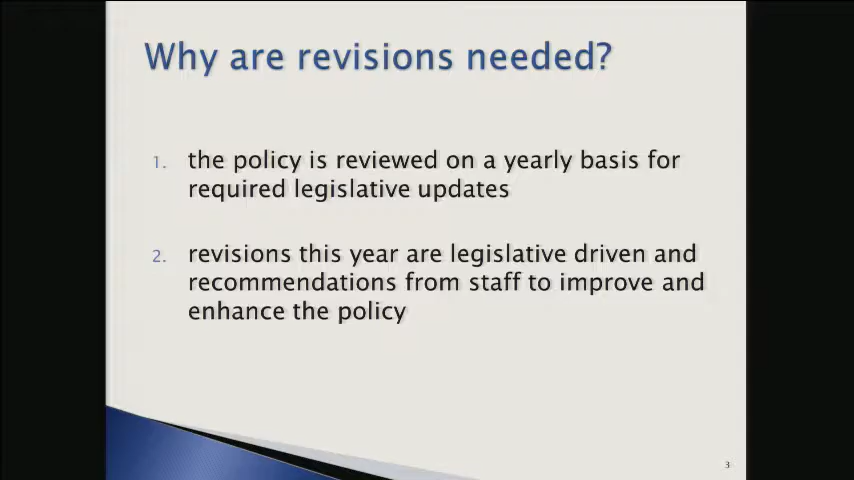 Why are revisions needed?
1. the policy is reviewed on a yearly basis for
required legislative updates
2. revisions this year are legislative driven and
recommendations from staff to improve and
enhance the policy
3